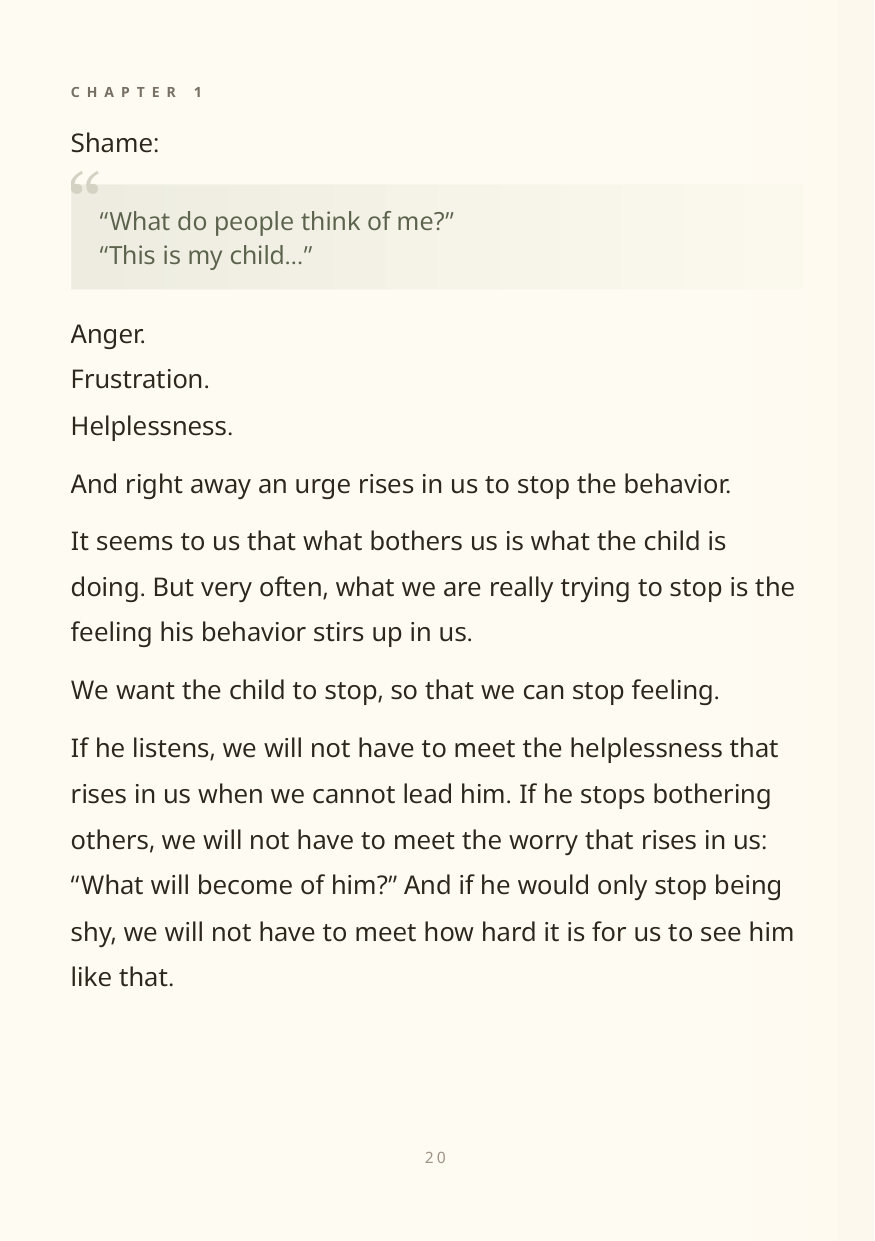 CHAPTER 1
Shame:
“
“What do people think of me?”
“This is my child...”
Anger.
Frustration.
Helplessness.
And right away an urge rises in us to stop the behavior.
It seems to us that what bothers us is what the child is
doing. But very often, what we are really trying to stop is the
feeling his behavior stirs up in us.
We want the child to stop, so that we can stop feeling.
If he listens, we will not have to meet the helplessness that
rises in us when we cannot lead him. If he stops bothering
others, we will not have to meet the worry that rises in us:
“What will become of him?” And if he would only stop being
shy, we will not have to meet how hard it is for us to see him
like that.
20